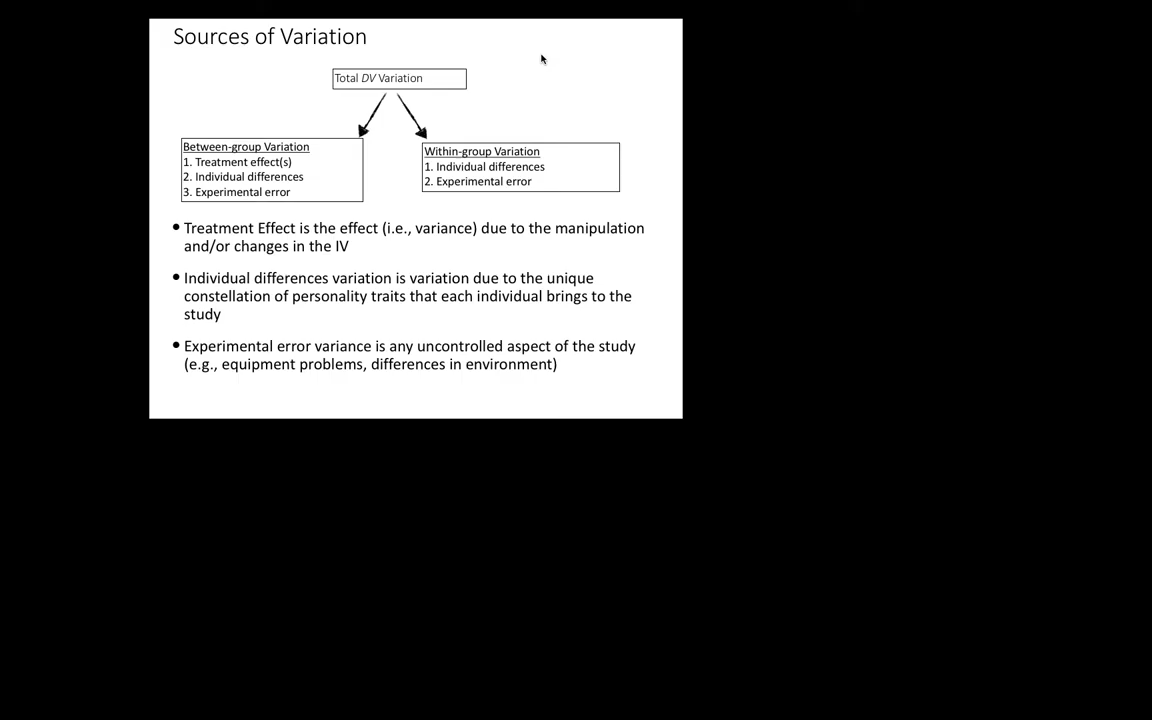 Sources of Variation
Total DV Variation
Between-group Variation
1. Treatment effect(s)
2. Individual differences
3. Experimental error
Within-group Variation
1. Individual differences
2. Experimental error
• Treatment Effect is the effect (i.e., variance) due to the manipulation
and/or changes in the IV
• Individual differences variation is variation due to the unique
constellation of personality traits that each individual brings to the
study
• Experimental error variance is any uncontrolled aspect of the study
(e.g., equipment problems, differences in environment)